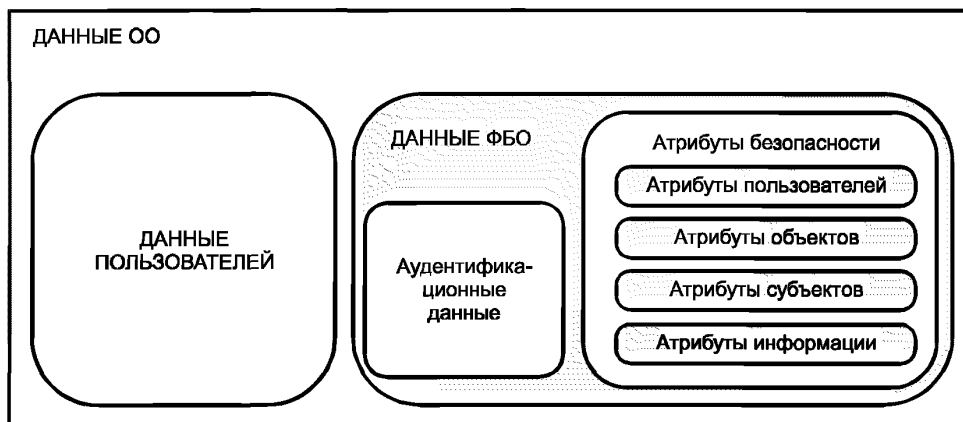 ДАННЫЕ ОО
ДАННЫЕ
ПОЛЬЗОВАТЕЛЕЙ
ДАННЫЕ ФБО
Аудентифика-
ционные
данные
Атрибуты безопасности
Атрибуты пользователей
Атрибуты объектов
Атрибуты субъектов
Атрибуты информации